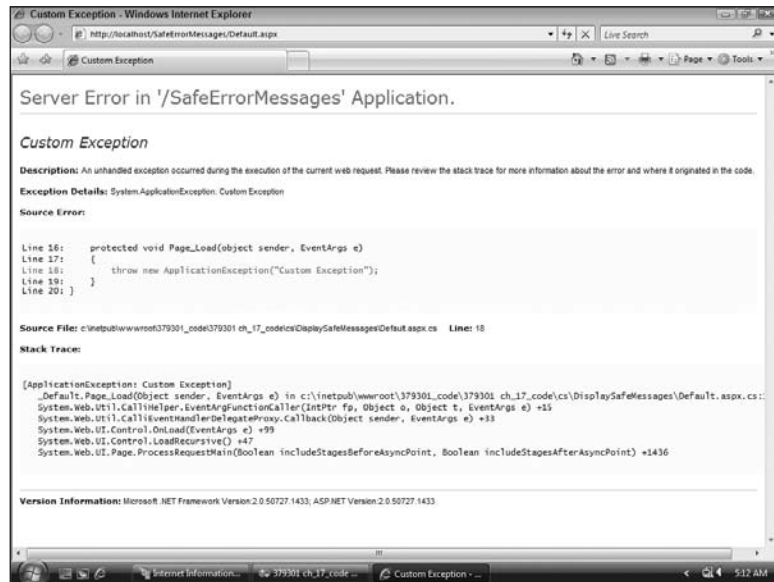 Custom Exception - Windows Internet Explorer
http://localhost/SafeErrorMessages/Default.aspx
Live Search
Custom Exception
Page
Tools
Server Error in '/SafeErrorMessages' Application.
Custom Exception
Description: An unhandled exception occurred during the execution of the current web request. Please review the stack trace for more information about the error and where it originated in the code.
Exception Details: System.ApplicationException: Custom Exception
Source Error:
Line 16:     protected void Page_Load(object sender, EventArgs e)
Line 17:     {
Line 18:         throw new ApplicationException("Custom Exception");
Line 19:     }
Line 20: }
Source File: c:\inetpub\wwwroot\379301_code\379301 ch_17_code\cs\DisplaySafeMessages\Default.aspx.cs    Line: 18
Stack Trace:
[ApplicationException: Custom Exception]
_Default.Page_Load(Object sender, EventArgs e) in c:\inetpub\wwwroot\379301_code\379301 ch_17_code\cs\DisplaySafeMessages\Default.aspx.cs:
System.Web.Util.CalliHelper.EventArgFunctionCaller(IntPtr fp, Object o, Object t, EventArgs e) +15
System.Web.Util.CalliEventHandlerDelegateProxy.Callback(Object sender, EventArgs e) +33
System.Web.UI.Control.OnLoad(EventArgs e) +99
System.Web.UI.Control.LoadRecursive() +47
System.Web.UI.Page.ProcessRequestMain(Boolean includeStagesBeforeAsyncPoint, Boolean includeStagesAfterAsyncPoint) +1436
Version Information: Microsoft .NET Framework Version:2.0.50727.1433; ASP.NET Version:2.0.50727.1433
Internet Information...
379301 ch_17_code ...
Custom Exception - ...
5:12 AM